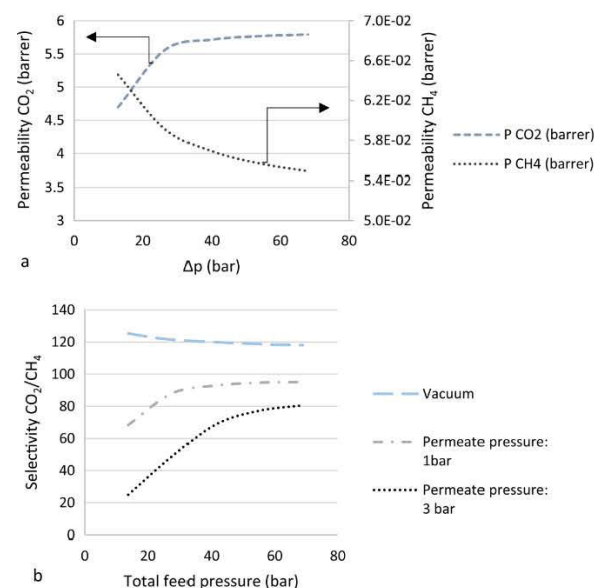 6
5.5
5
4.5
4
3.5
3
Permeability CO₂ (barrer)
7.0E-02
6.6E-02
6.2E-02
5.8E-02
5.4E-02
5.0E-02
Permeability CH₄ (barrer)
0 20 40 60 80
Δp (bar)
P CO2 (barrer)
P CH4 (barrer)
a
140
120
100
80
60
40
20
0
Selectivity CO₂/CH₄
0 20 40 60 80
Total feed pressure (bar)
Vacuum
Permeate pressure:
1bar
Permeate pressure:
3 bar
b